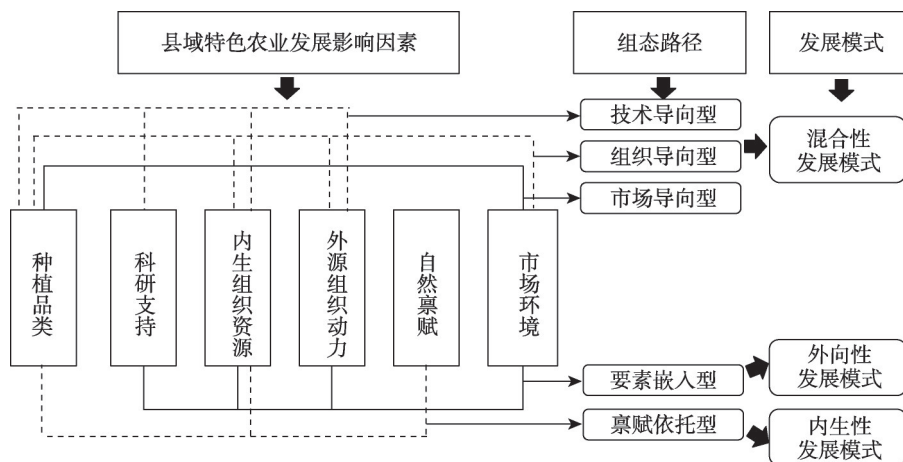 县域特色农业发展影响因素
组态路径
发展模式
技术导向型
组织导向型
市场导向型
混合性
发展模式
种植品类
科研支持
内生组织资源
外源组织动力
自然禀赋
市场环境
要素嵌入型
禀赋依托型
外向性
发展模式
内生性
发展模式